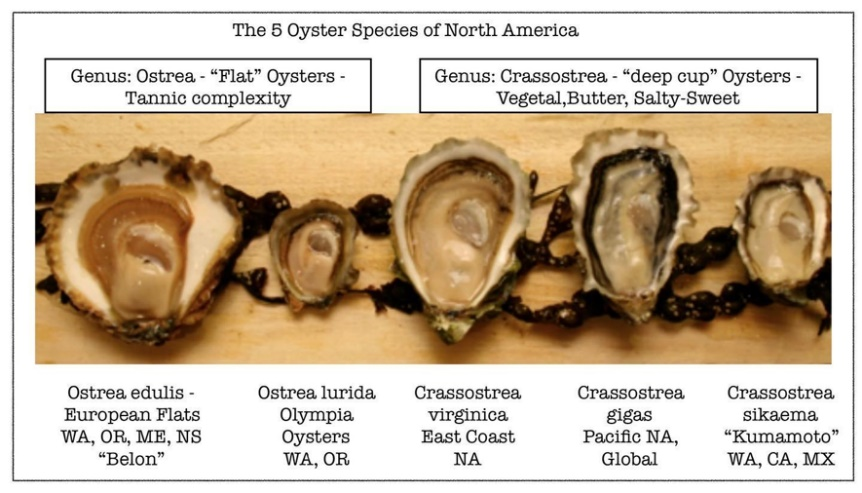 The 5 Oyster Species of North America
Genus: Ostrea - “Flat” Oysters -
Tannic complexity
Genus: Crassostrea - “deep cup” Oysters -
Vegetal,Butter, Salty-Sweet
Ostrea edulis -
European Flats
WA, OR, ME, NS
“Belon”
Ostrea lurida
Olympia
Oysters
WA, OR
Crassostrea
virginica
East Coast
NA
Crassostrea
gigas
Pacific NA,
Global
Crassostrea
sikaema
“Kumamoto”
WA, CA, MX